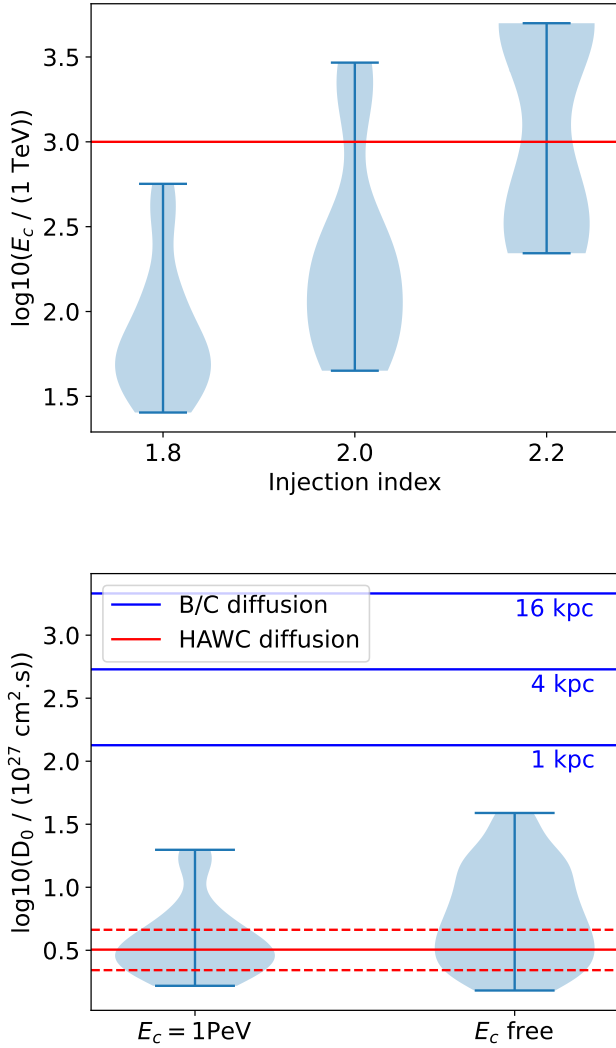 log10(E_c / (1 TeV))
3.5
3.0
2.5
2.0
1.5
1.8
2.0
2.2
Injection index
log10(D_0 / (10^27 cm^2.s))
B/C diffusion
HAWC diffusion
16 kpc
4 kpc
1 kpc
3.0
2.5
2.0
1.5
1.0
0.5
E_c = 1PeV
E_c free